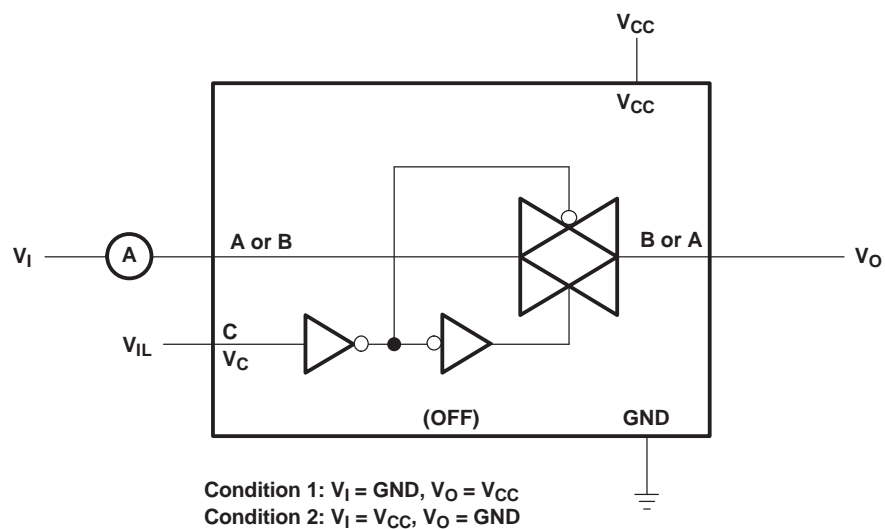 VCC
VCC
VI
A
A or B
B or A
VO
VIL
C
VC
(OFF)
GND
Condition 1: VI = GND, VO = VCC
Condition 2: VI = VCC, VO = GND